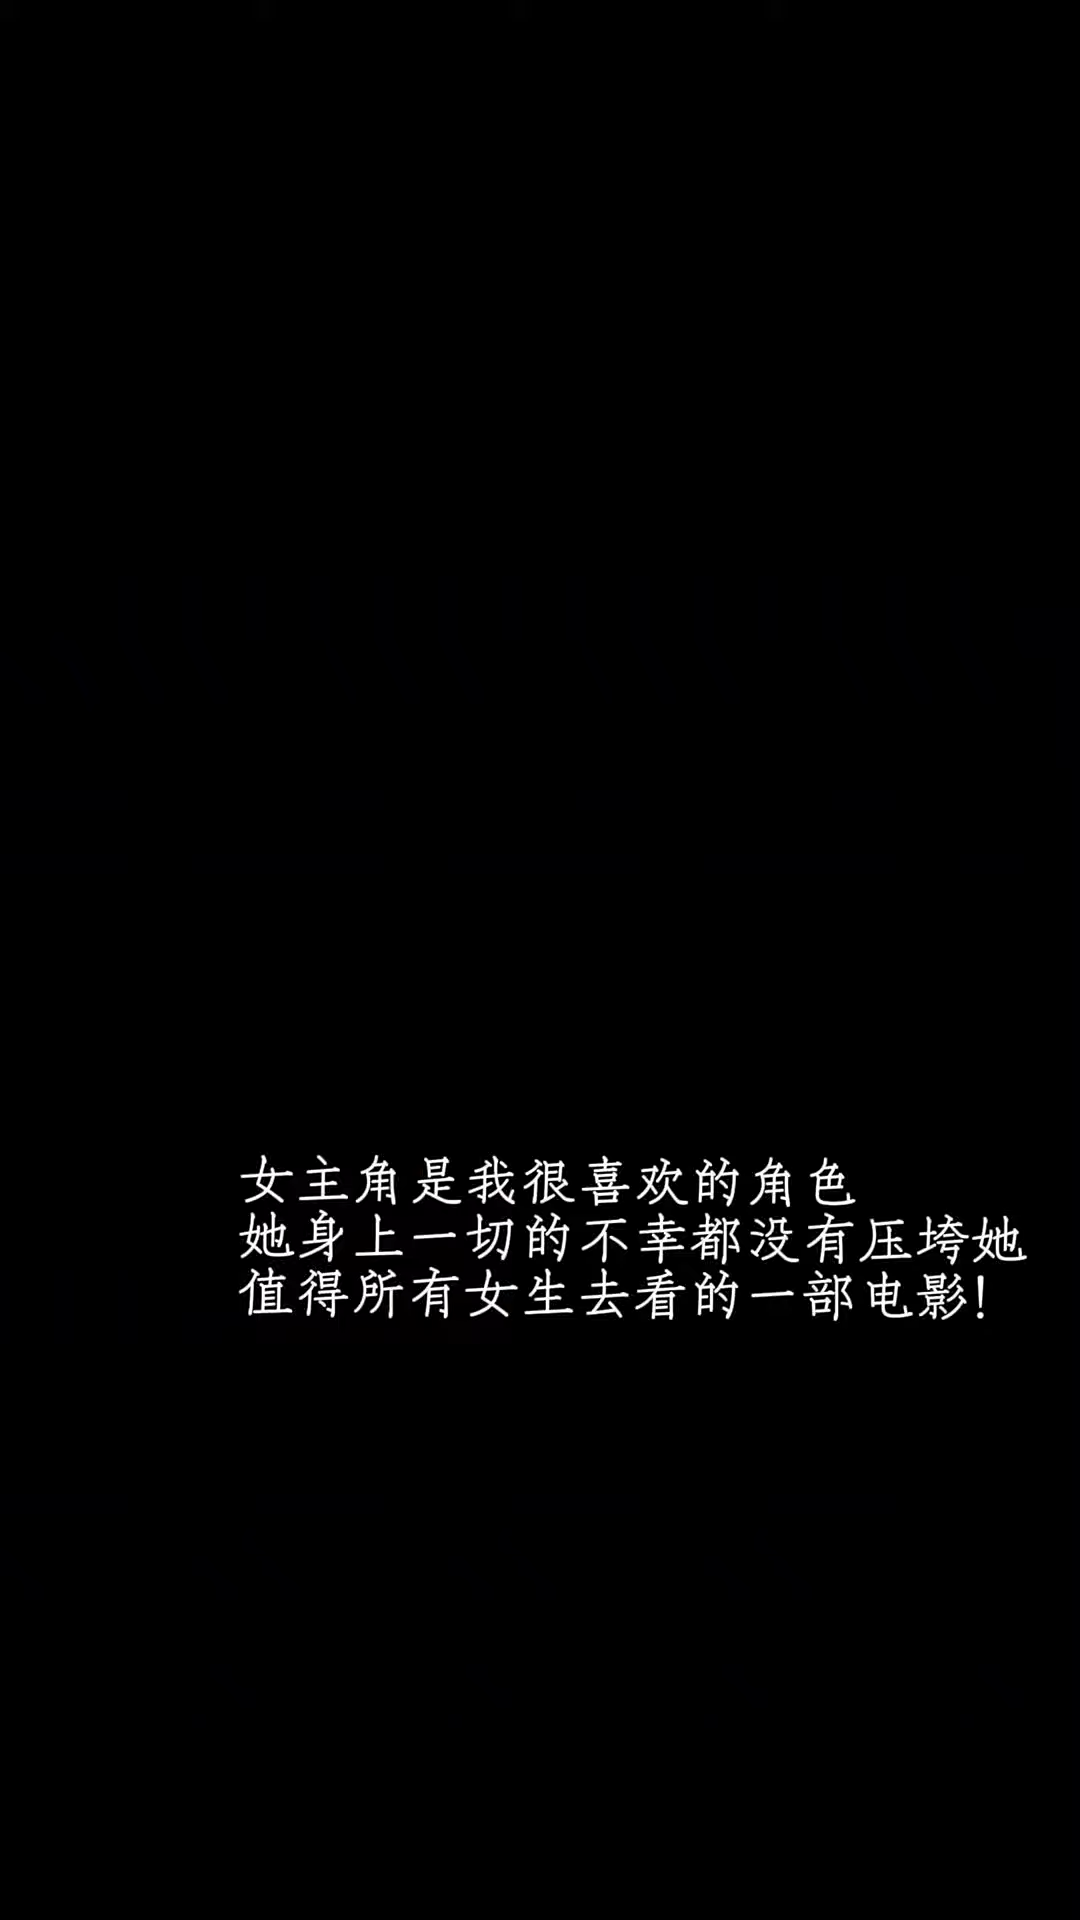 女主角是我很喜欢的角色
她身上一切的不幸都没有压垮她
值得所有女生去看的一部电影!